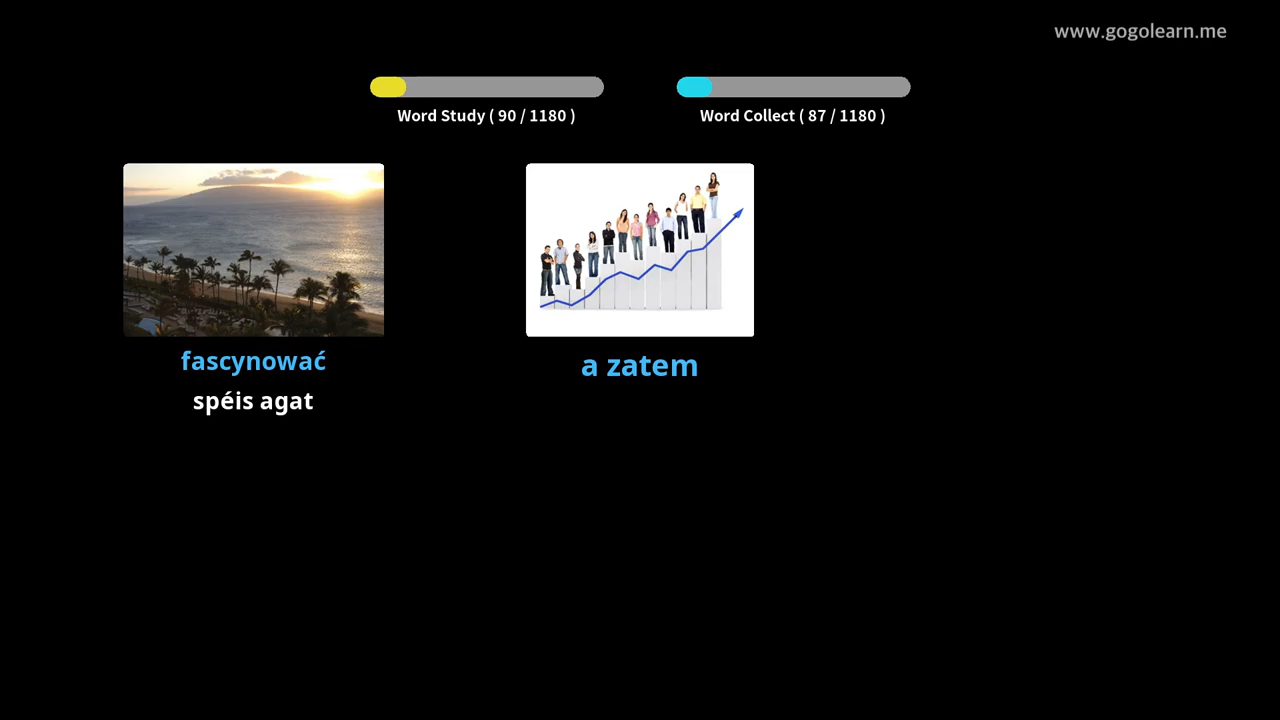 www.gogolearn.me
Word Study ( 90 / 1180 )
Word Collect ( 87 / 1180 )
fascynować
spéis agat
a zatem